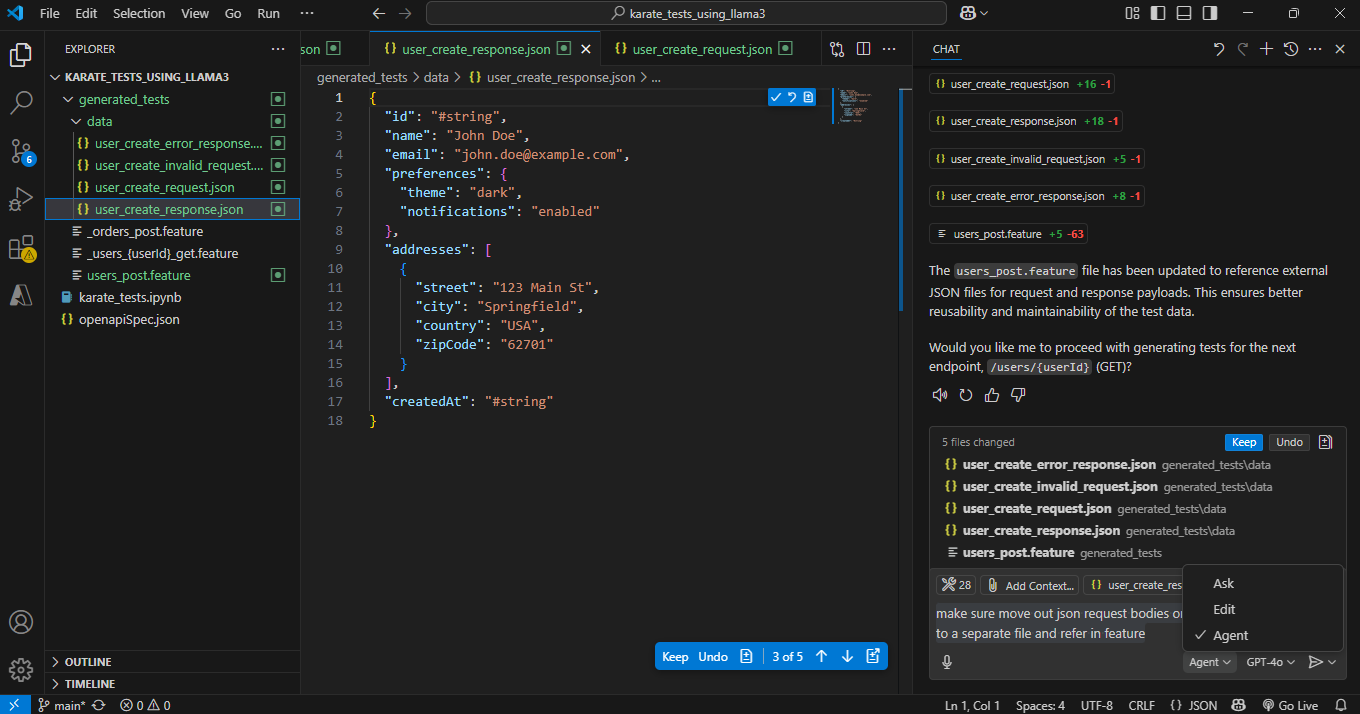 File Edit Selection View Go Run ··· karate_tests_using_llama3
EXPLORER ···
KARATE_TESTS_USING_LLAMA3
generated_tests
data
{} user_create_error_response....
{} user_create_invalid_request....
{} user_create_request.json
{} user_create_response.json
_orders_post.feature
_users_{userId}_get.feature
users_post.feature
karate_tests.ipynb
{} openapiSpec.json
OUTLINE
TIMELINE
6
son {} user_create_response.json {} user_create_request.json ···
generated_tests > data > {} user_create_response.json > ...
1 {
2 "id": "#string",
3 "name": "John Doe",
4 "email": "john.doe@example.com",
5 "preferences": {
6 "theme": "dark",
7 "notifications": "enabled"
8 },
9 "addresses": [
10 {
11 "street": "123 Main St",
12 "city": "Springfield",
13 "country": "USA",
14 "zipCode": "62701"
15 }
16 ],
17 "createdAt": "#string"
18 }
Keep Undo 3 of 5
CHAT ···
{} user_create_request.json +16 -1
{} user_create_response.json +18 -1
{} user_create_invalid_request.json +5 -1
{} user_create_error_response.json +8 -1
users_post.feature +5 -63
The users_post.feature file has been updated to reference external
JSON files for request and response payloads. This ensures better
reusability and maintainability of the test data.
Would you like me to proceed with generating tests for the next
endpoint, /users/{userId} (GET)?
5 files changed Keep Undo
{} user_create_error_response.json generated_tests\data
{} user_create_invalid_request.json generated_tests\data
{} user_create_request.json generated_tests\data
{} user_create_response.json generated_tests\data
users_post.feature generated_tests
28 Add Context... {} user_create_res
make sure move out json request bodies or
to a separate file and refer in feature
Ask
Edit
Agent
Agent GPT-4o
main* 0 0 Ln 1, Col 1 Spaces: 4 UTF-8 CRLF {} JSON Go Live